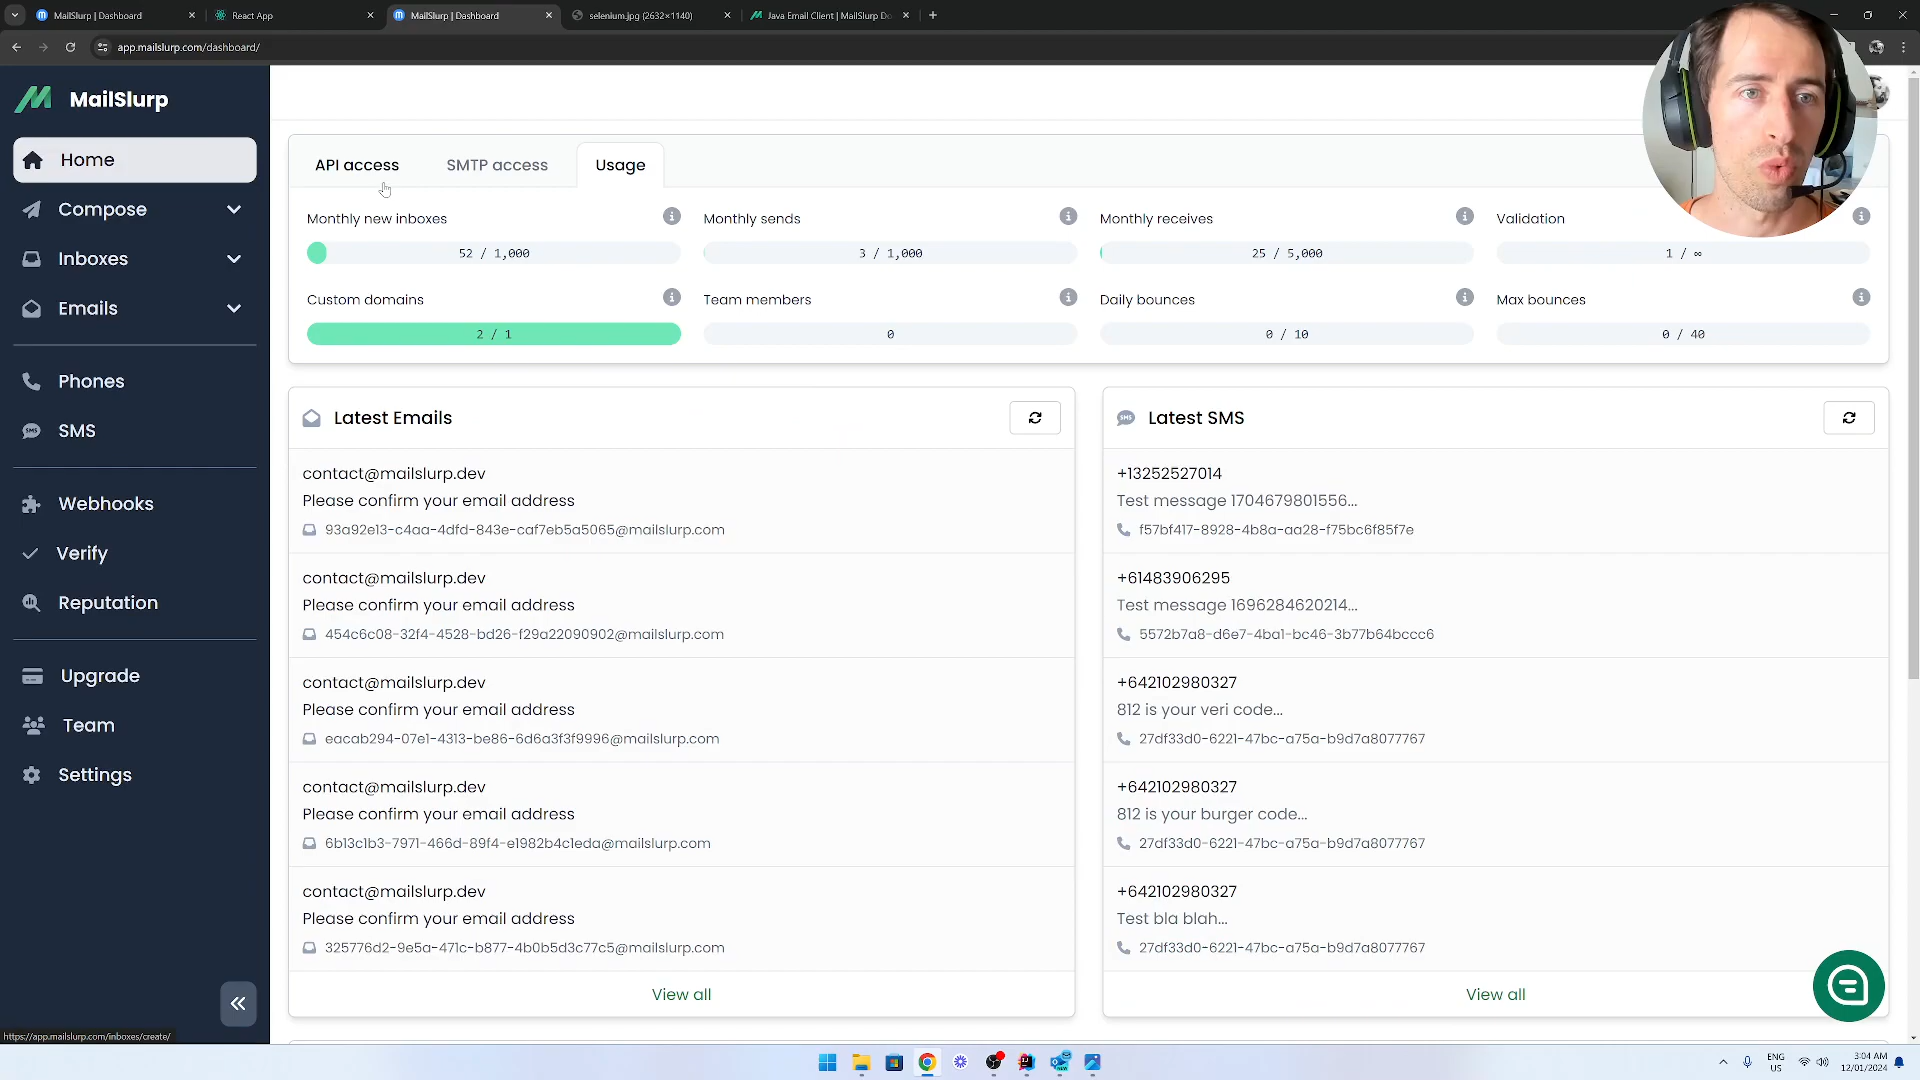 MailSlurp | Dashboard
React App
MailSlurp | Dashboard
selenium.jpg (2632×1140)
Java Email Client | MailSlurp Do
app.mailslurp.com/dashboard/
MailSlurp
Home
Compose
Inboxes
Emails
Phones
SMS
Webhooks
Verify
Reputation
Upgrade
Team
Settings
API access
SMTP access
Usage
Monthly new inboxes
52 / 1,000
Monthly sends
3 / 1,000
Monthly receives
25 / 5,000
Validation
1 / ∞
Custom domains
2 / 1
Team members
0
Daily bounces
0 / 10
Max bounces
0 / 40
Latest Emails
contact@mailslurp.dev
Please confirm your email address
93a92e13-c4aa-4dfd-843e-caf7eb5a5065@mailslurp.com
contact@mailslurp.dev
Please confirm your email address
454c6c08-32f4-4528-bd26-f29a22090902@mailslurp.com
contact@mailslurp.dev
Please confirm your email address
eacab294-07e1-4313-be86-6d6a3f3f9996@mailslurp.com
contact@mailslurp.dev
Please confirm your email address
6b13c1b3-7971-466d-89f4-e1982b4c1eda@mailslurp.com
contact@mailslurp.dev
Please confirm your email address
325776d2-9e5a-471c-b877-4b0b5d3c77c5@mailslurp.com
View all
SMS
Latest SMS
+13252527014
Test message 1704679801556...
f57bf417-8928-4b8a-aa28-f75bc6f85f7e
+61483906295
Test message 1696284620214...
5572b7a8-d6e7-4ba1-bc46-3b77b64bccc6
+642102980327
812 is your veri code...
27df33d0-6221-47bc-a75a-b9d7a8077767
+642102980327
812 is your burger code...
27df33d0-6221-47bc-a75a-b9d7a8077767
+642102980327
Test bla blah...
27df33d0-6221-47bc-a75a-b9d7a8077767
View all
https://app.mailslurp.com/inboxes/create/
ENG
US
3:04 AM
12/01/2024